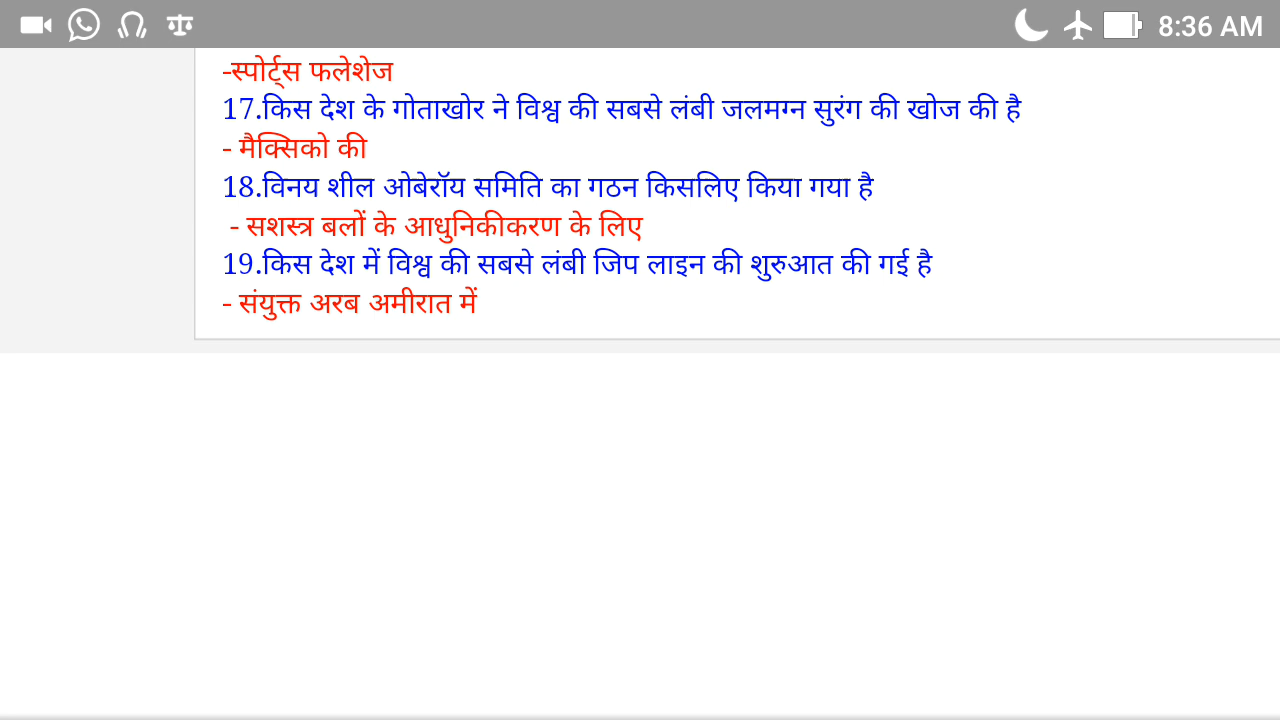 8:36 AM
-स्पोर्ट्स फलेशेज
17.किस देश के गोताखोर ने विश्व की सबसे लंबी जलमग्न सुरंग की खोज की है
- मैक्सिको की
18.विनय शील ओबेरॉय समिति का गठन किसलिए किया गया है
- सशस्त्र बलों के आधुनिकीकरण के लिए
19.किस देश में विश्व की सबसे लंबी जिप लाइन की शुरुआत की गई है
- संयुक्त अरब अमीरात में